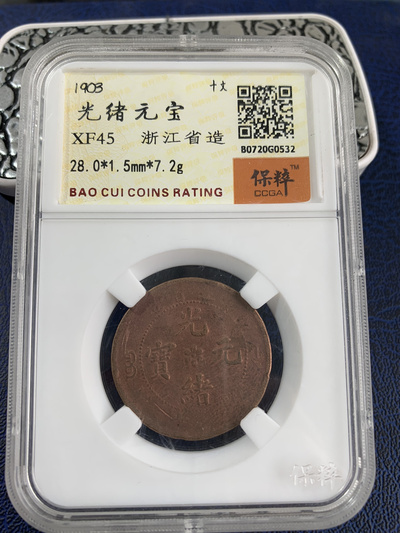 1903 十文
光绪元宝
XF45 浙江省造
B0720G0532
28.0*1.5mm*7.2g
保粹 TM
CCGA
BAO CUI COINS RATING
光
寶 元
緒
保粹